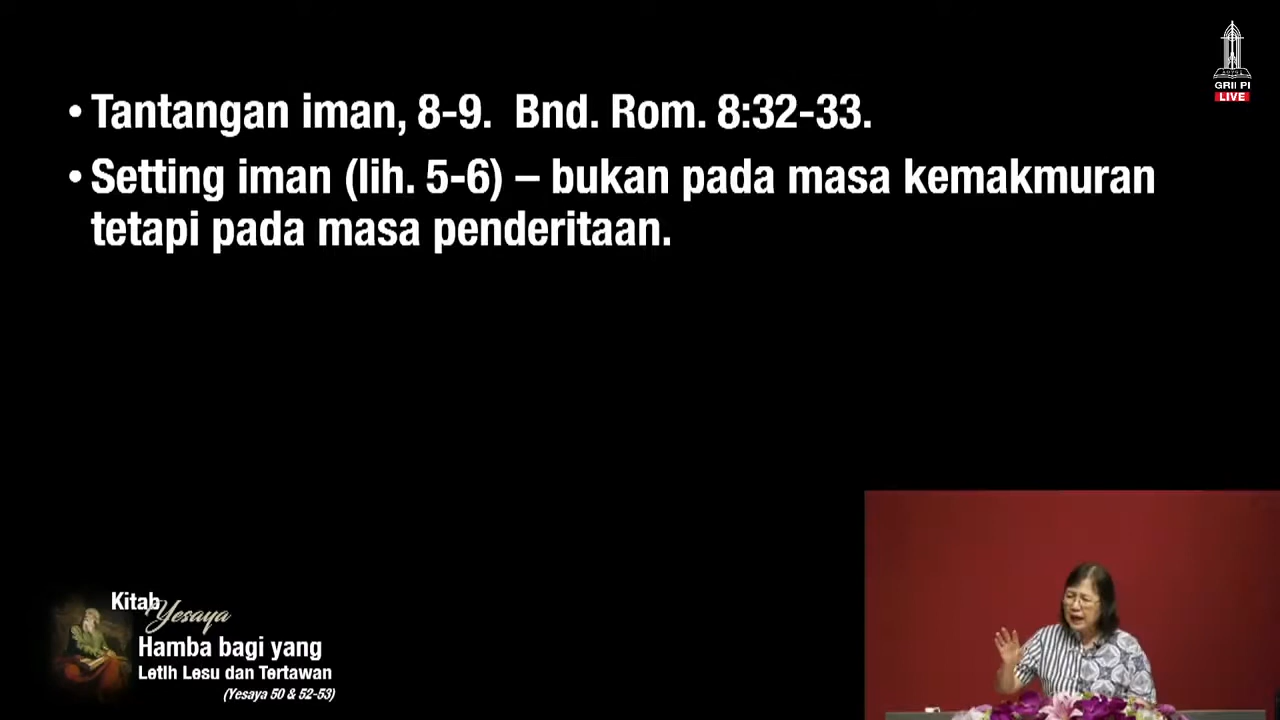 GRII PI
LIVE
• Tantangan iman, 8-9. Bnd. Rom. 8:32-33.
• Setting iman (lih. 5-6) – bukan pada masa kemakmuran
tetapi pada masa penderitaan.
Kitab Yesaya
Hamba bagi yang
Letih Lesu dan Tertawan
(Yesaya 50 & 52-53)